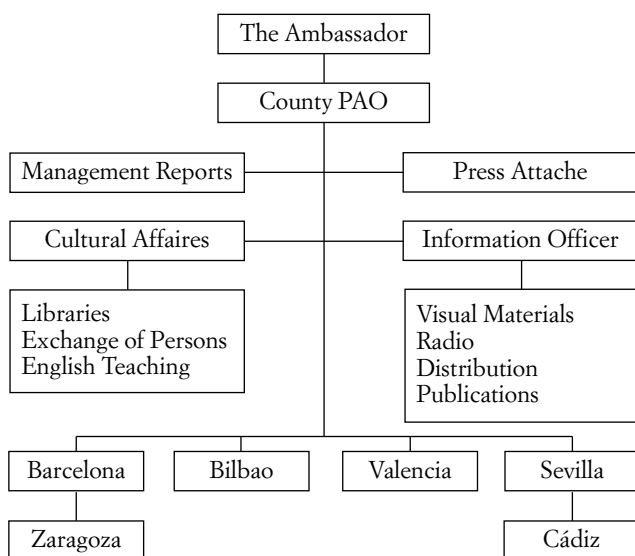 The Ambassador
County PAO
Management Reports
Press Attache
Cultural Affaires
Information Officer
Libraries
Exchange of Persons
English Teaching
Visual Materials
Radio
Distribution
Publications
Barcelona
Bilbao
Valencia
Sevilla
Zaragoza
Cádiz